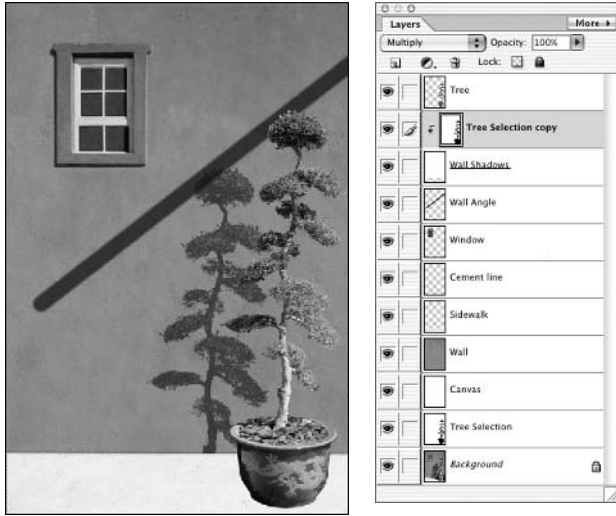 Layers
More
Multiply
Opacity: 100%
Lock:
Tree
Tree Selection copy
Wall Shadows
Wall Angle
Window
Cement line
Sidewalk
Wall
Canvas
Tree Selection
Background